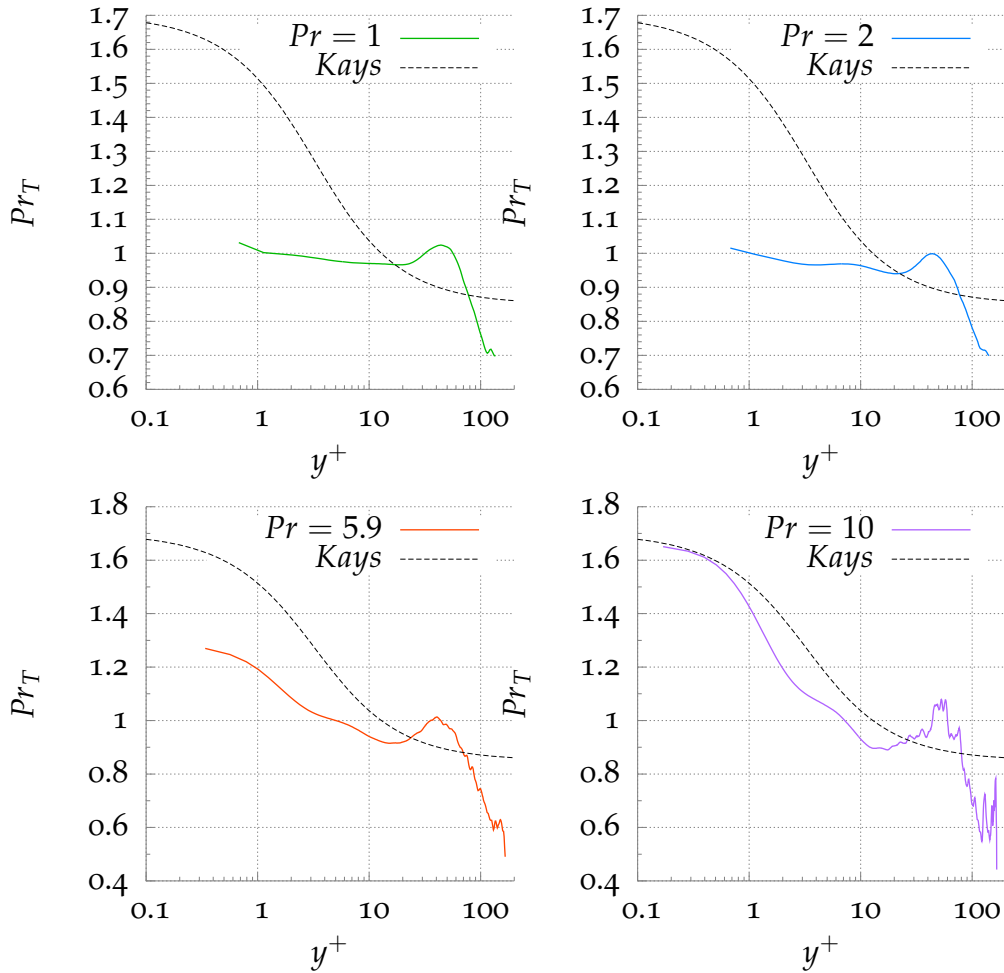 Pr = 1
Kays
1.7
1.6
1.5
1.4
1.3
1.2
1.1
1
0.9
0.8
0.7
0.6
Pr_T
0.1 1 10 100
y^+
Pr = 2
Kays
1.7
1.6
1.5
1.4
1.3
1.2
1.1
1
0.9
0.8
0.7
0.6
Pr_T
0.1 1 10 100
y^+
Pr = 5.9
Kays
1.8
1.6
1.4
1.2
1
0.8
0.6
0.4
Pr_T
0.1 1 10 100
y^+
Pr = 10
Kays
1.8
1.6
1.4
1.2
1
0.8
0.6
0.4
Pr_T
0.1 1 10 100
y^+